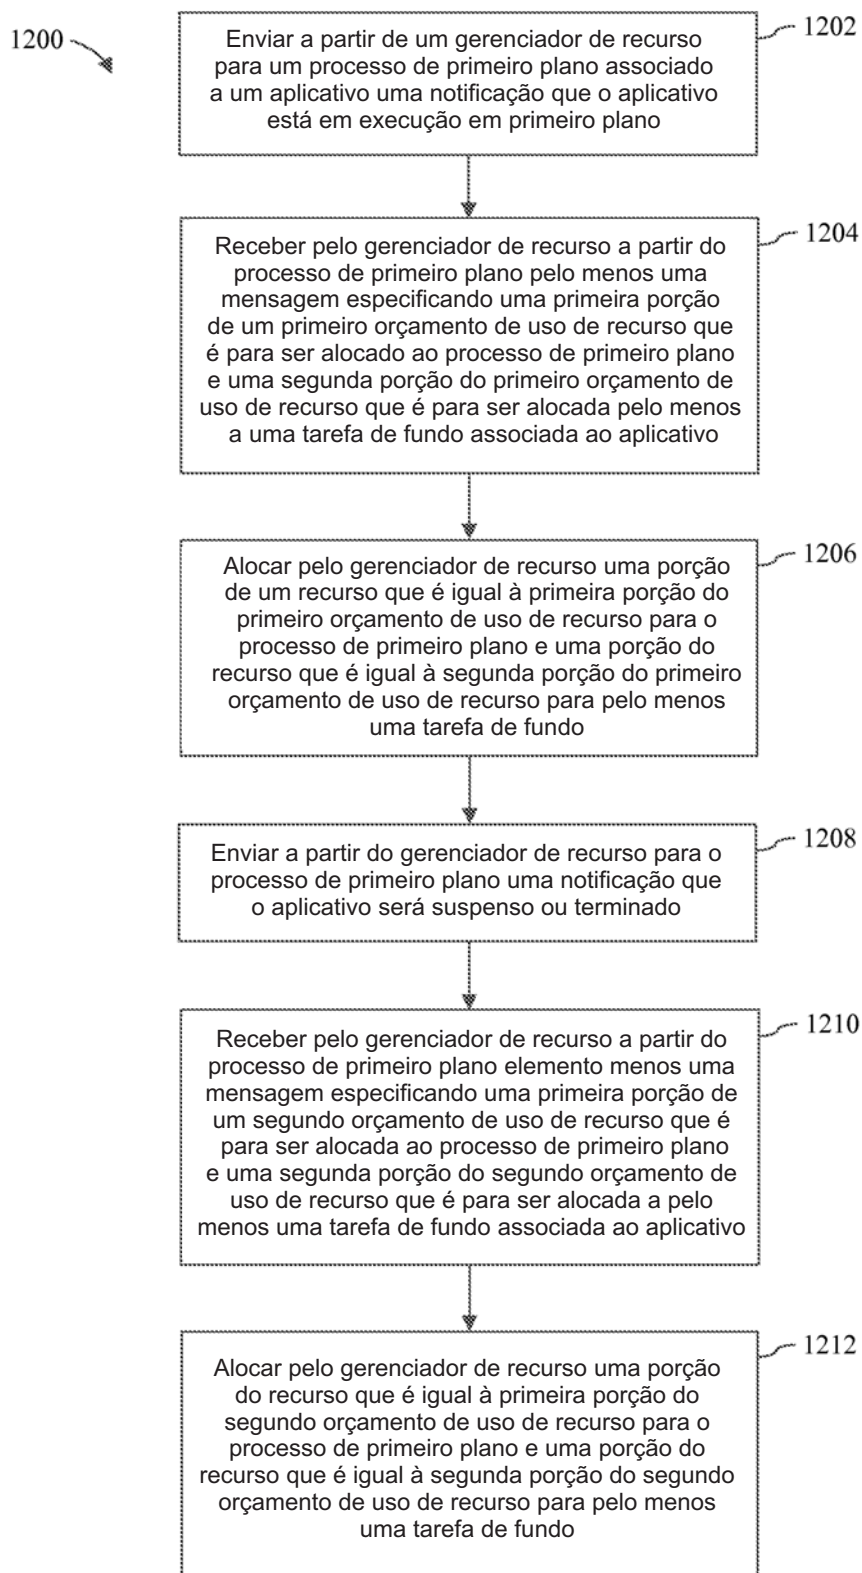 1200
1202
Enviar a partir de um gerenciador de recurso
para um processo de primeiro plano associado
a um aplicativo uma notificação que o aplicativo
está em execução em primeiro plano
1204
Receber pelo gerenciador de recurso a partir do
processo de primeiro plano pelo menos uma
mensagem especificando uma primeira porção
de um primeiro orçamento de uso de recurso que
é para ser alocado ao processo de primeiro plano
e uma segunda porção do primeiro orçamento de
uso de recurso que é para ser alocada pelo menos
a uma tarefa de fundo associada ao aplicativo
1206
Alocar pelo gerenciador de recurso uma porção
de um recurso que é igual à primeira porção do
primeiro orçamento de uso de recurso para o
processo de primeiro plano e uma porção do
recurso que é igual à segunda porção do primeiro
orçamento de uso de recurso para pelo menos
uma tarefa de fundo
1208
Enviar a partir do gerenciador de recurso para o
processo de primeiro plano uma notificação que
o aplicativo será suspenso ou terminado
1210
Receber pelo gerenciador de recurso a partir do
processo de primeiro plano elemento menos uma
mensagem especificando uma primeira porção de
um segundo orçamento de uso de recurso que é
para ser alocada ao processo de primeiro plano
e uma segunda porção do segundo orçamento de
uso de recurso que é para ser alocada a pelo
menos uma tarefa de fundo associada ao aplicativo
1212
Alocar pelo gerenciador de recurso uma porção
do recurso que é igual à primeira porção do
segundo orçamento de uso de recurso para o
processo de primeiro plano e uma porção do
recurso que é igual à segunda porção do segundo
orçamento de uso de recurso para pelo menos
uma tarefa de fundo